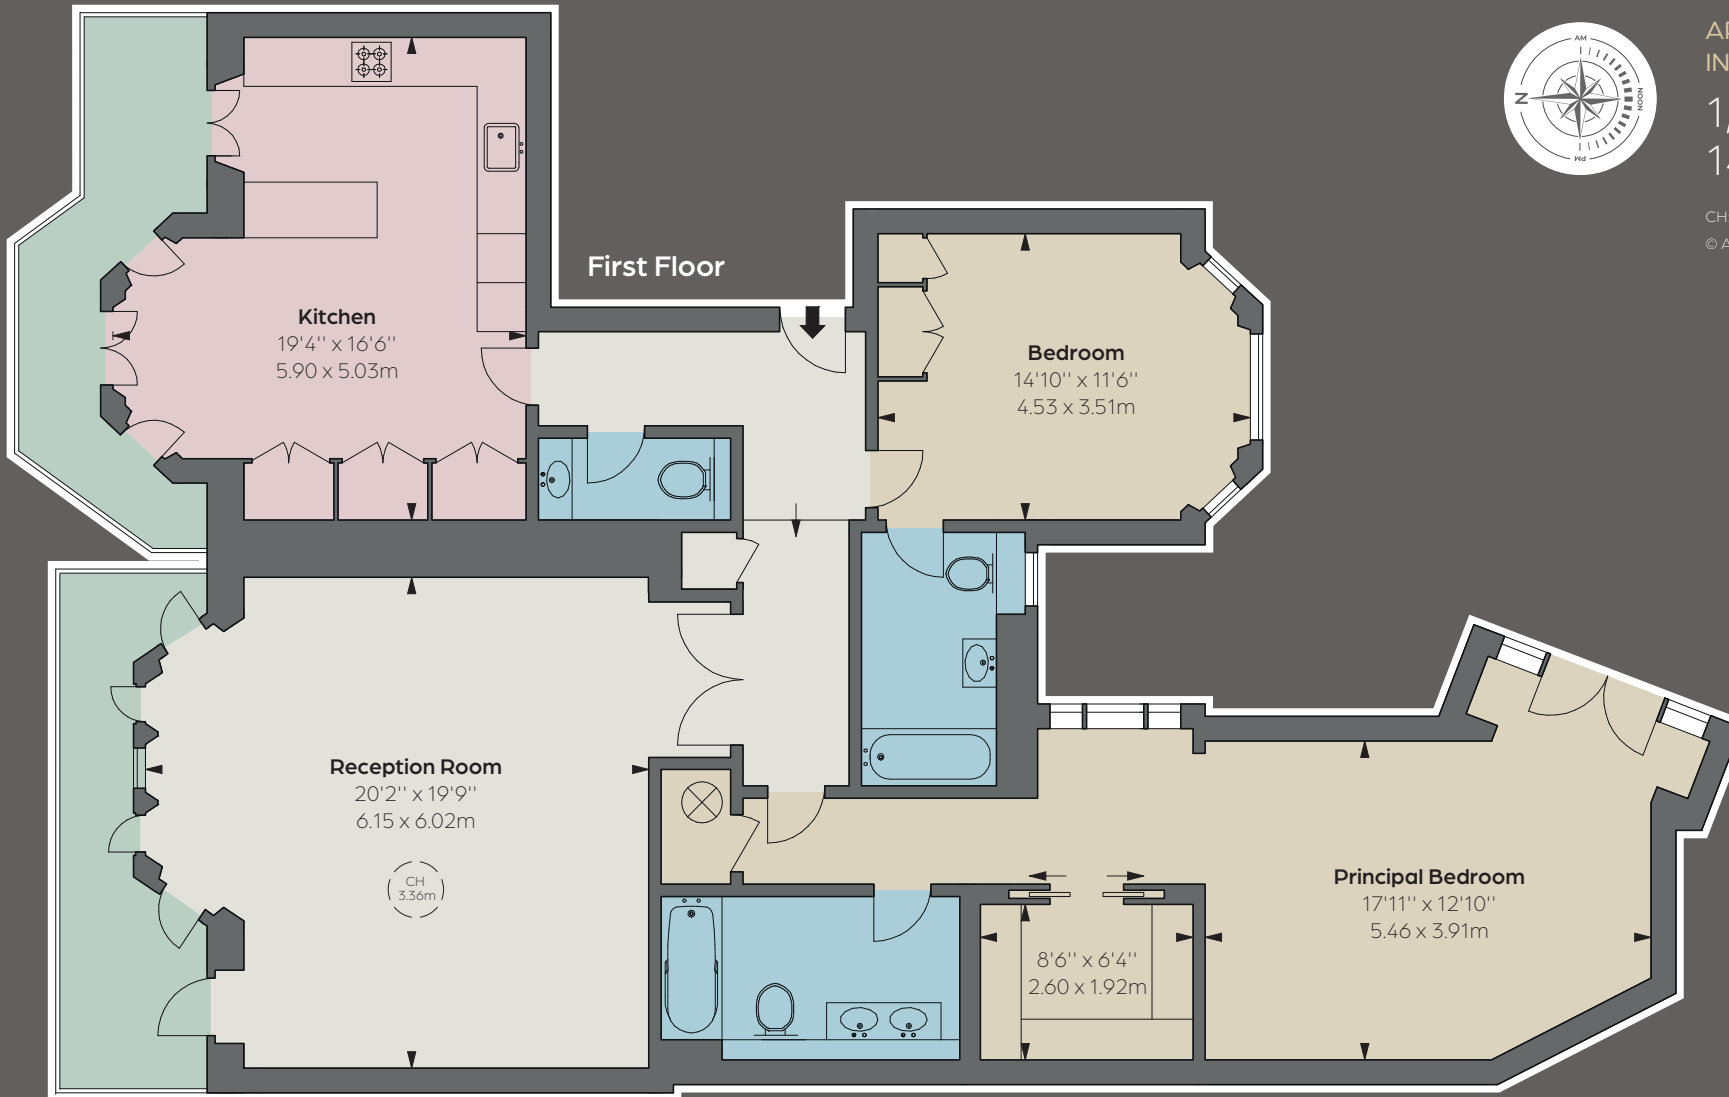 First Floor
Kitchen
19'4'' x 16'6''
5.90 x 5.03m
Bedroom
14'10'' x 11'6''
4.53 x 3.51m
Reception Room
20'2'' x 19'9''
6.15 x 6.02m
CH
3.36m
Principal Bedroom
17'11'' x 12'10''
5.46 x 3.91m
8'6'' x 6'4''
2.60 x 1.92m
AM
N
NOON
PM
IN
© A